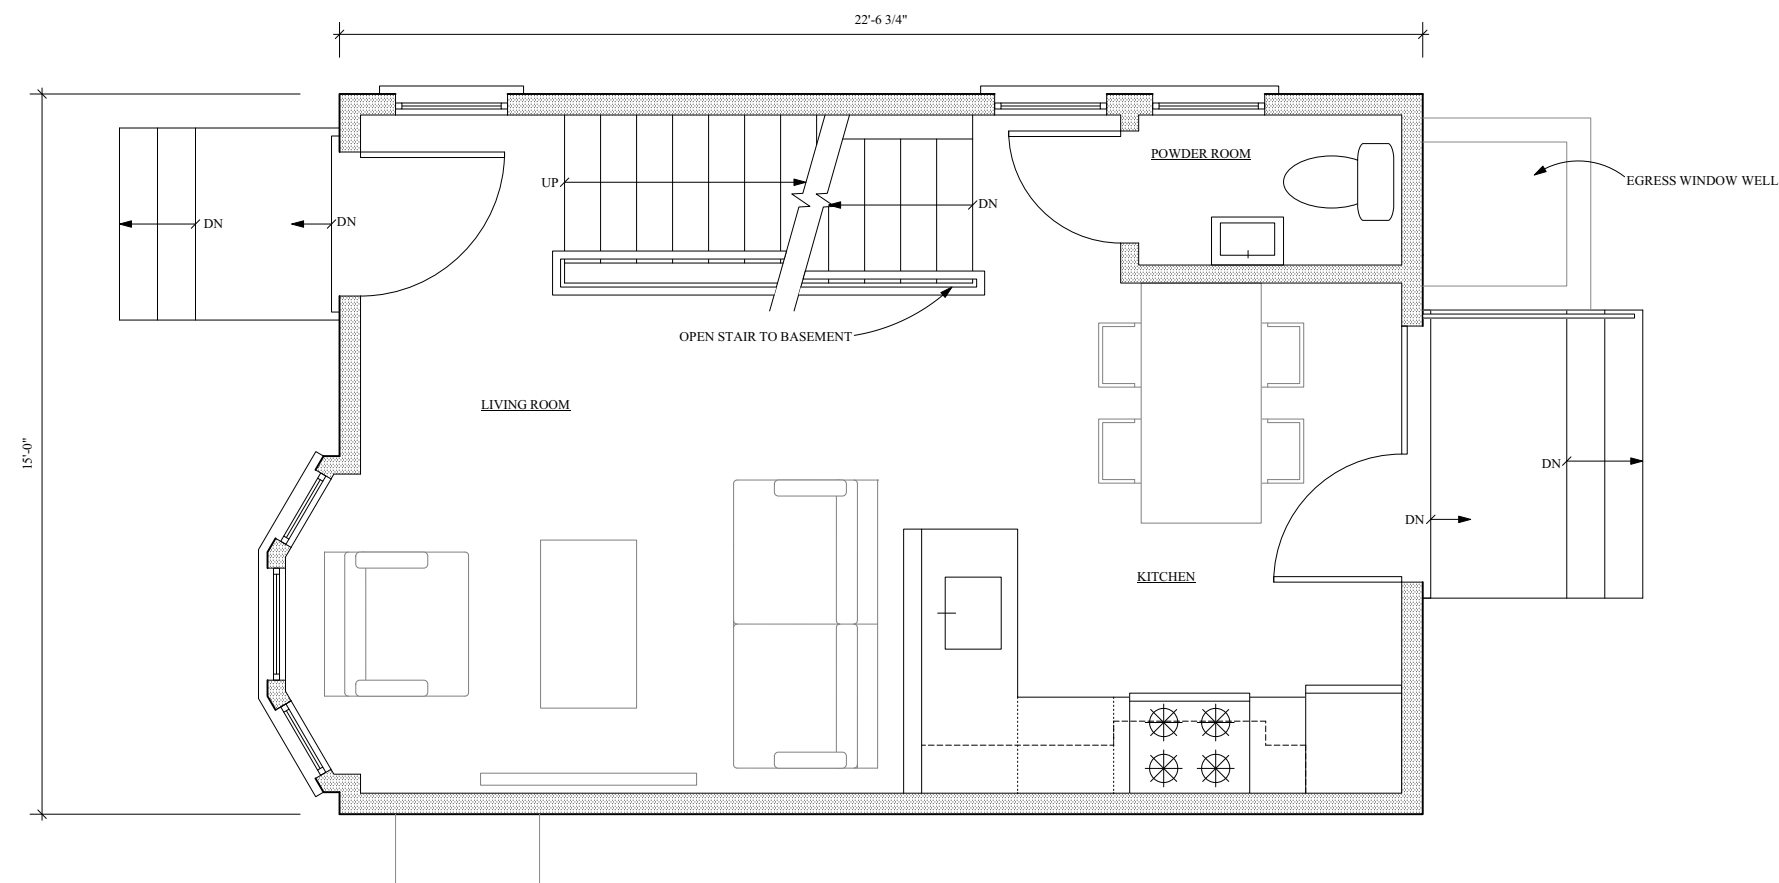 22'-6 3/4"
POWDER ROOM
EGRESS WINDOW WELL
UP
DN
DN
DN
OPEN STAIR TO BASEMENT
LIVING ROOM
15'-0"
DN
DN
KITCHEN